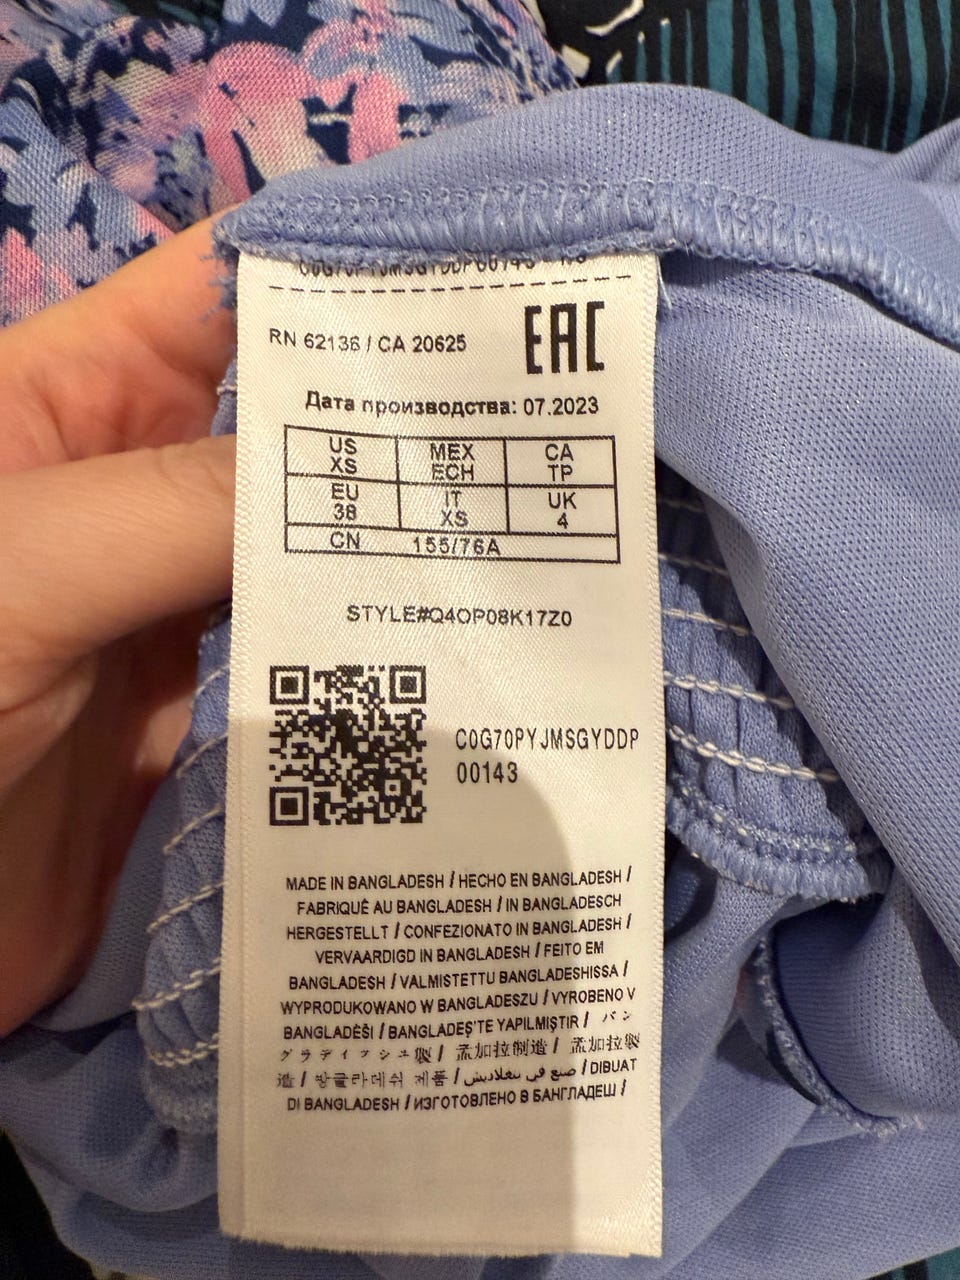 RN 62136 / CA 20625
EAC
Дата производства: 07.2023
US XS MEX ECH CA TP
EU 38 IT XS UK 4
CN 155/76A
STYLE#Q4OP08K17Z0
C0G70PYJMSGYDDP
00143
MADE IN BANGLADESH / HECHO EN BANGLADESH /
FABRIQUÉ AU BANGLADESH / IN BANGLADESCH
HERGESTELLT / CONFEZIONATO IN BANGLADESH /
VERVAARDIGD IN BANGLADESH / FEITO EM
BANGLADESH / VALMISTETTU BANGLADESHISSA /
WYPRODUKOWANO W BANGLADESZU / VYROBENO V
BANGLADÉŠI / BANGLADEŞ'TE YAPILMIŞTIR / バン
グラディッシュ製 / 孟加拉制造 / 孟加拉製
造 / 방글라데쉬 제품 / صنع في بنغلاديش / DIBUAT
DI BANGLADESH / ИЗГОТОВЛЕНО В БАНГЛАДЕШ /